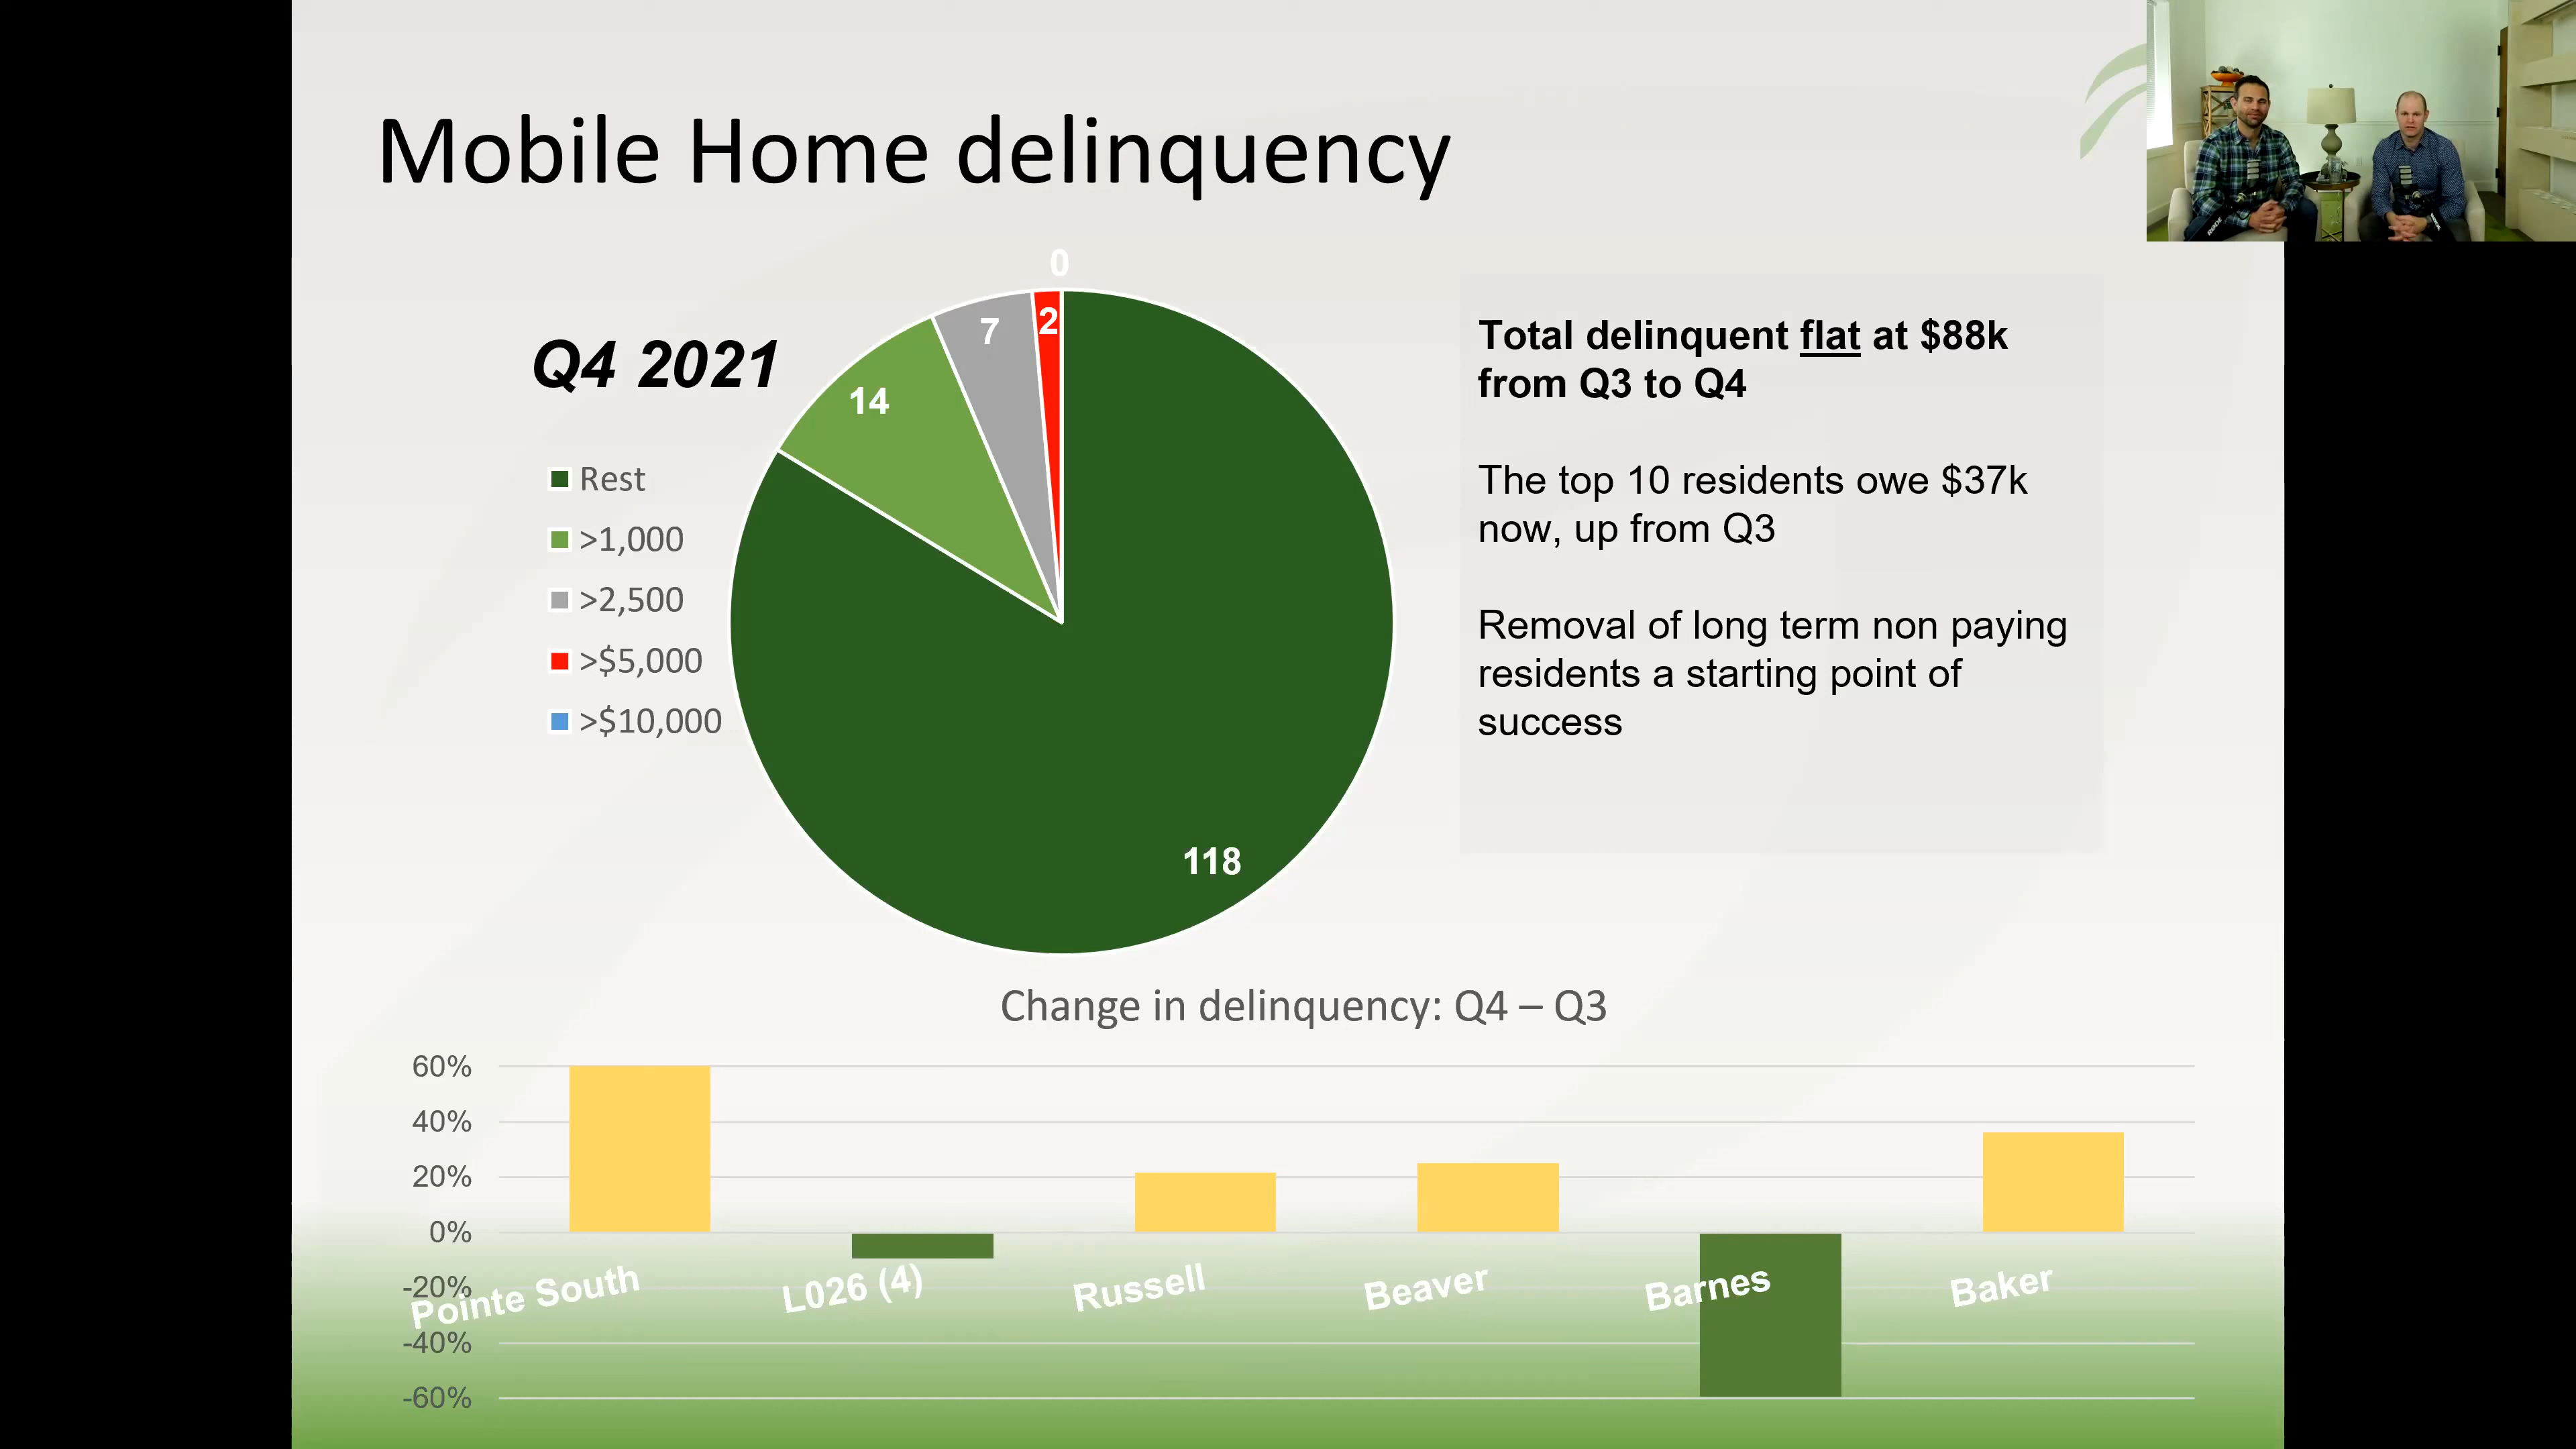 Mobile Home delinquency
Q4 2021
Rest
>1,000
>2,500
>$5,000
>$10,000
0
2
7
14
118
Total delinquent flat at $88k
from Q3 to Q4
The top 10 residents owe $37k
now, up from Q3
Removal of long term non paying
residents a starting point of
success
Change in delinquency: Q4 – Q3
60%
40%
20%
0%
-20%
-40%
-60%
Pointe South
L026 (4)
Russell
Beaver
Barnes
Baker